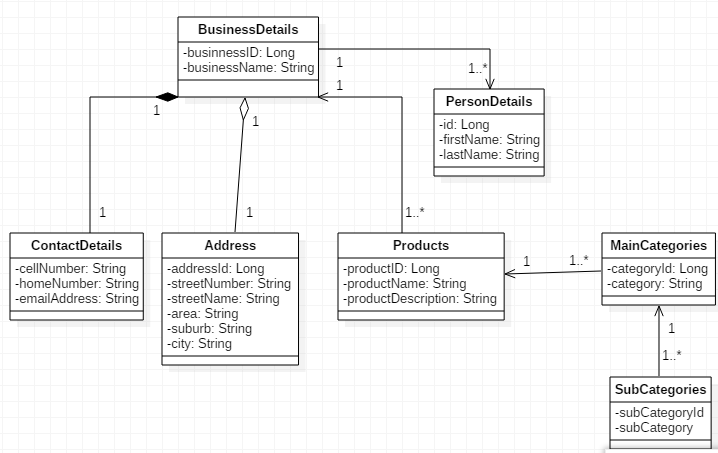 BusinessDetails
-businnessID: Long
-businessName: String
1
1..*
1
1
PersonDetails
-id: Long
-firstName: String
-lastName: String
1
1
1
1..*
ContactDetails
-cellNumber: String
-homeNumber: String
-emailAddress: String
Address
-addressId: Long
-streetNumber: String
-streetName: String
-area: String
-suburb: String
-city: String
Products
-productID: Long
-productName: String
-productDescription: String
1
1..*
MainCategories
-categoryId: Long
-category: String
1
1..*
SubCategories
-subCategoryId
-subCategory